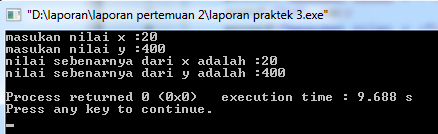 "D:\laporan\laporan pertemuan 2\laporan praktek 3.exe"
masukan nilai x :20
masukan nilai y :400
nilai sebenarnya dari x adalah :20
nilai sebenarnya dari y adalah :400
Process returned 0 (0x0)   execution time : 9.688 s
Press any key to continue.